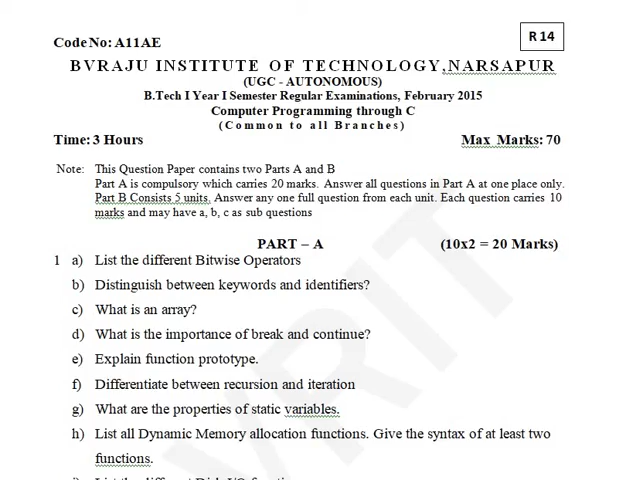 R 14
Code No: A11AE
BVRAJU INSTITUTE OF TECHNOLOGY,NARSAPUR
(UGC - AUTONOMOUS)
B.Tech I Year I Semester Regular Examinations, February 2015
Computer Programming through C
(Common to all Branches)
Time: 3 Hours Max Marks: 70
Note: This Question Paper contains two Parts A and B
Part A is compulsory which carries 20 marks. Answer all questions in Part A at one place only.
Part B Consists 5 units. Answer any one full question from each unit. Each question carries 10
marks and may have a, b, c as sub questions
PART – A (10x2 = 20 Marks)
1 a) List the different Bitwise Operators
b) Distinguish between keywords and identifiers?
c) What is an array?
d) What is the importance of break and continue?
e) Explain function prototype.
f) Differentiate between recursion and iteration
g) What are the properties of static variables.
h) List all Dynamic Memory allocation functions. Give the syntax of at least two
functions.